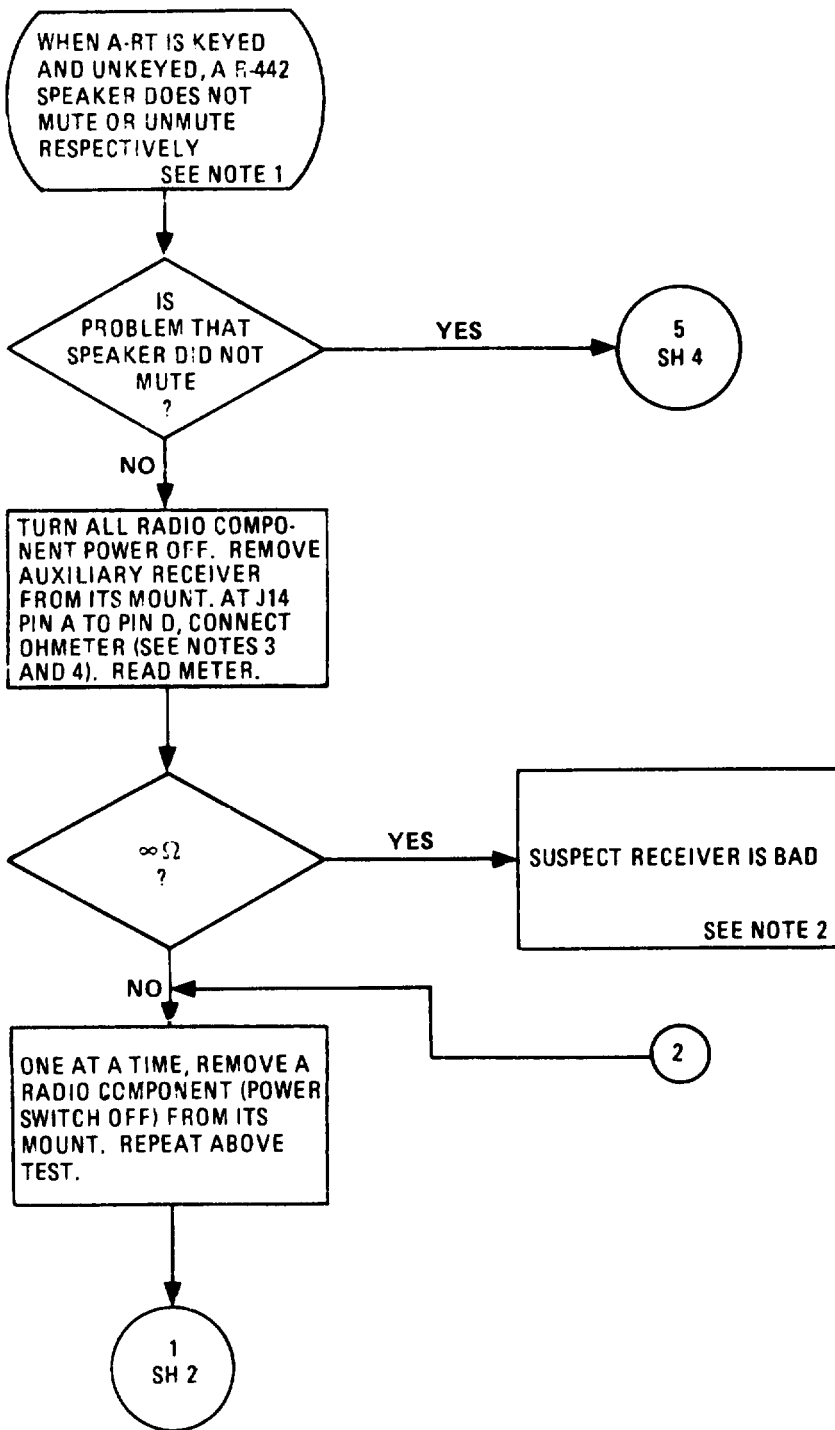 WHEN A-RT IS KEYED
AND UNKEYED, A R-442
SPEAKER DOES NOT
MUTE OR UNMUTE
RESPECTIVELY
SEE NOTE 1
IS
PROBLEM THAT
SPEAKER DID NOT
MUTE
?
YES
5
SH 4
NO
TURN ALL RADIO COMPO-
NENT POWER OFF. REMOVE
AUXILIARY RECEIVER
FROM ITS MOUNT. AT J14
PIN A TO PIN D, CONNECT
OHMETER (SEE NOTES 3
AND 4). READ METER.
∞Ω
?
YES
SUSPECT RECEIVER IS BAD
SEE NOTE 2
NO
2
ONE AT A TIME, REMOVE A
RADIO COMPONENT (POWER
SWITCH OFF) FROM ITS
MOUNT. REPEAT ABOVE
TEST.
1
SH 2